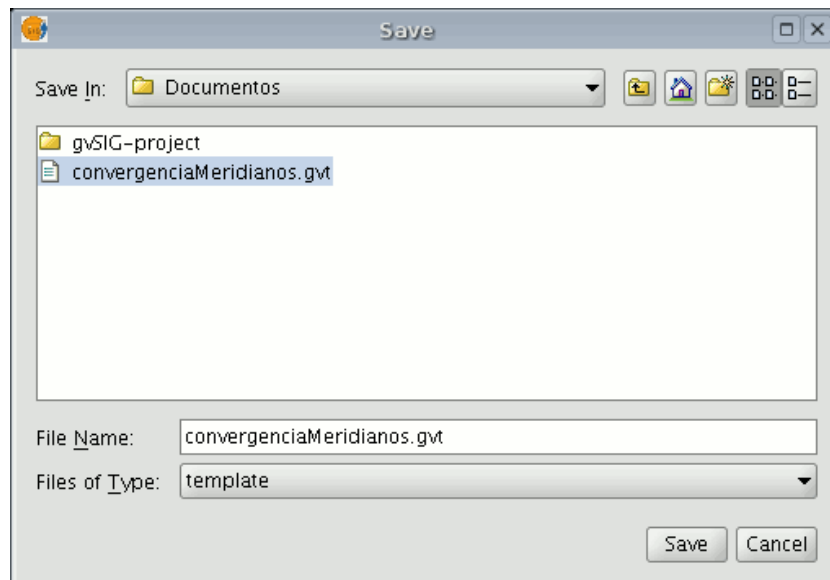 Save
Save In: Documentos
gvSIG-project
convergenciaMeridianos.gvt
File Name: convergenciaMeridianos.gvt
Files of Type: template
Save Cancel